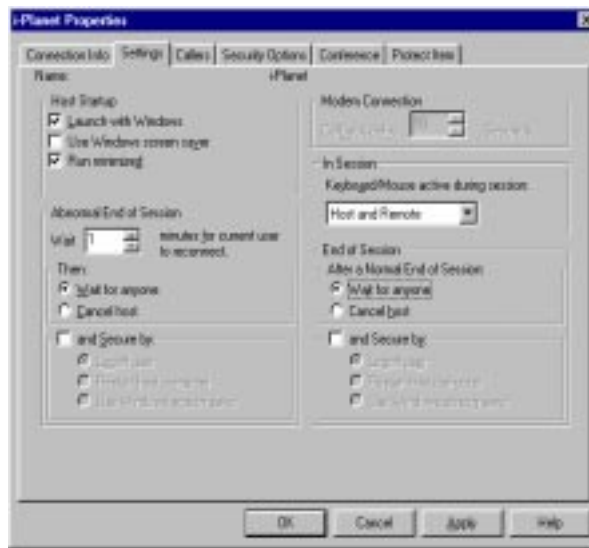 i-Planet Properties
Connection Info
Settings
Callers
Security Options
Conference
Protect Item
Name:
i-Planet
Host Startup
Launch with Windows
Use Windows screen saver
Run minimized
Abnormal End of Session
Wait 1 minutes for current user
to reconnect.
Then:
Wait for anyone
Cancel host
and Secure by:
Modem Connection
In Session
Keyboard/Mouse active during session:
Host and Remote
End of Session
After a Normal End of Session:
Wait for anyone
Cancel host
and Secure by:
OK
Cancel
Apply
Help